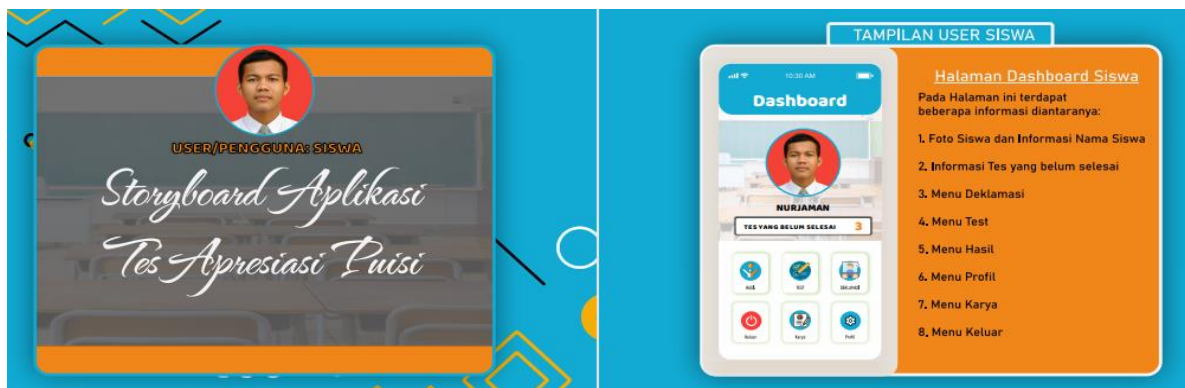 USER/PENGGUNA: SISWA
Storyboard Aplikasi
Tes Apresiasi Puisi
TAMPILAN USER SISWA
10:30 AM
Dashboard
NURJAMAN
TES YANG BELUM SELESAI 3
Keluar Karya Profil
Halaman Dashboard Siswa
Pada Halaman ini terdapat
beberapa informasi diantaranya:
1. Foto Siswa dan Informasi Nama Siswa
2. Informasi Tes yang belum selesai
3. Menu Deklamasi
4. Menu Test
5. Menu Hasil
6. Menu Profil
7. Menu Karya
8. Menu Keluar